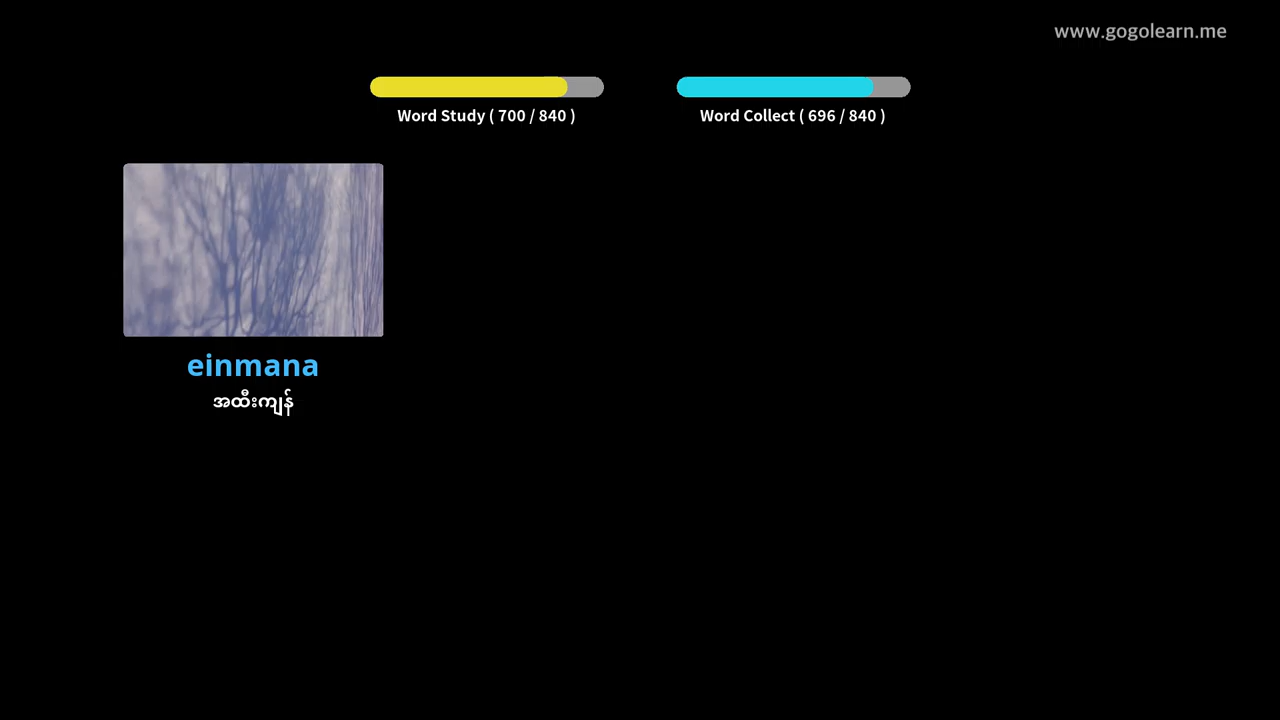 www.gogolearn.me
Word Study ( 700 / 840 )
Word Collect ( 696 / 840 )
einmana
အထီးကျန်